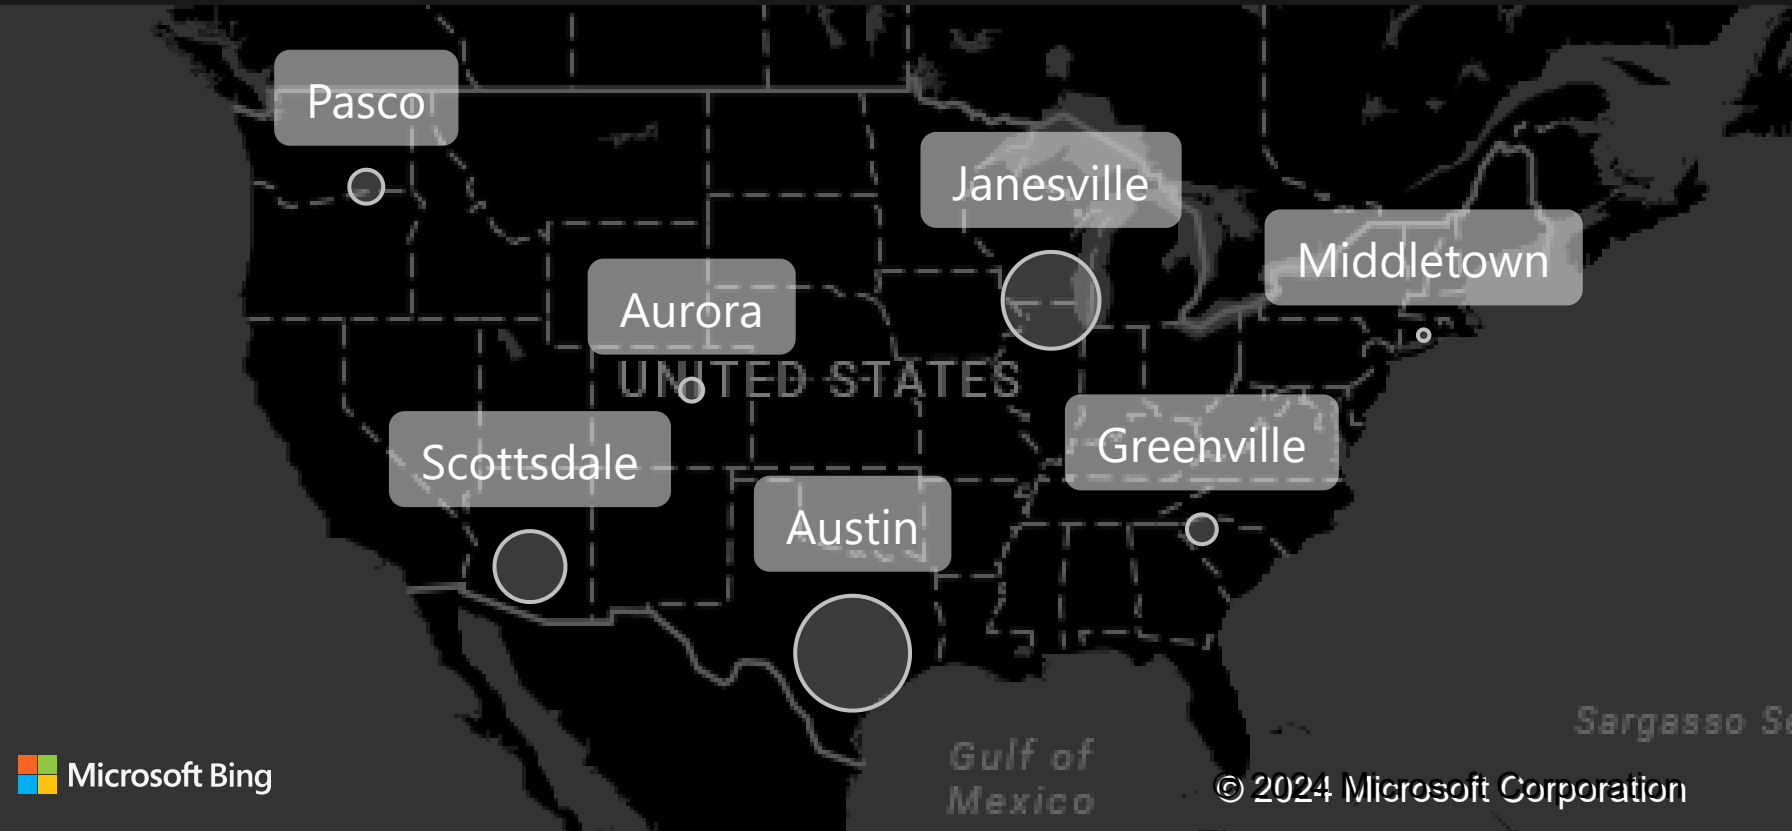 Pasco
Janesville
Middletown
Aurora
UNITED STATES
Greenville
Scottsdale
Austin
Sargasso Se
Gulf of
Mexico
Microsoft Bing
© 2024 Microsoft Corporation